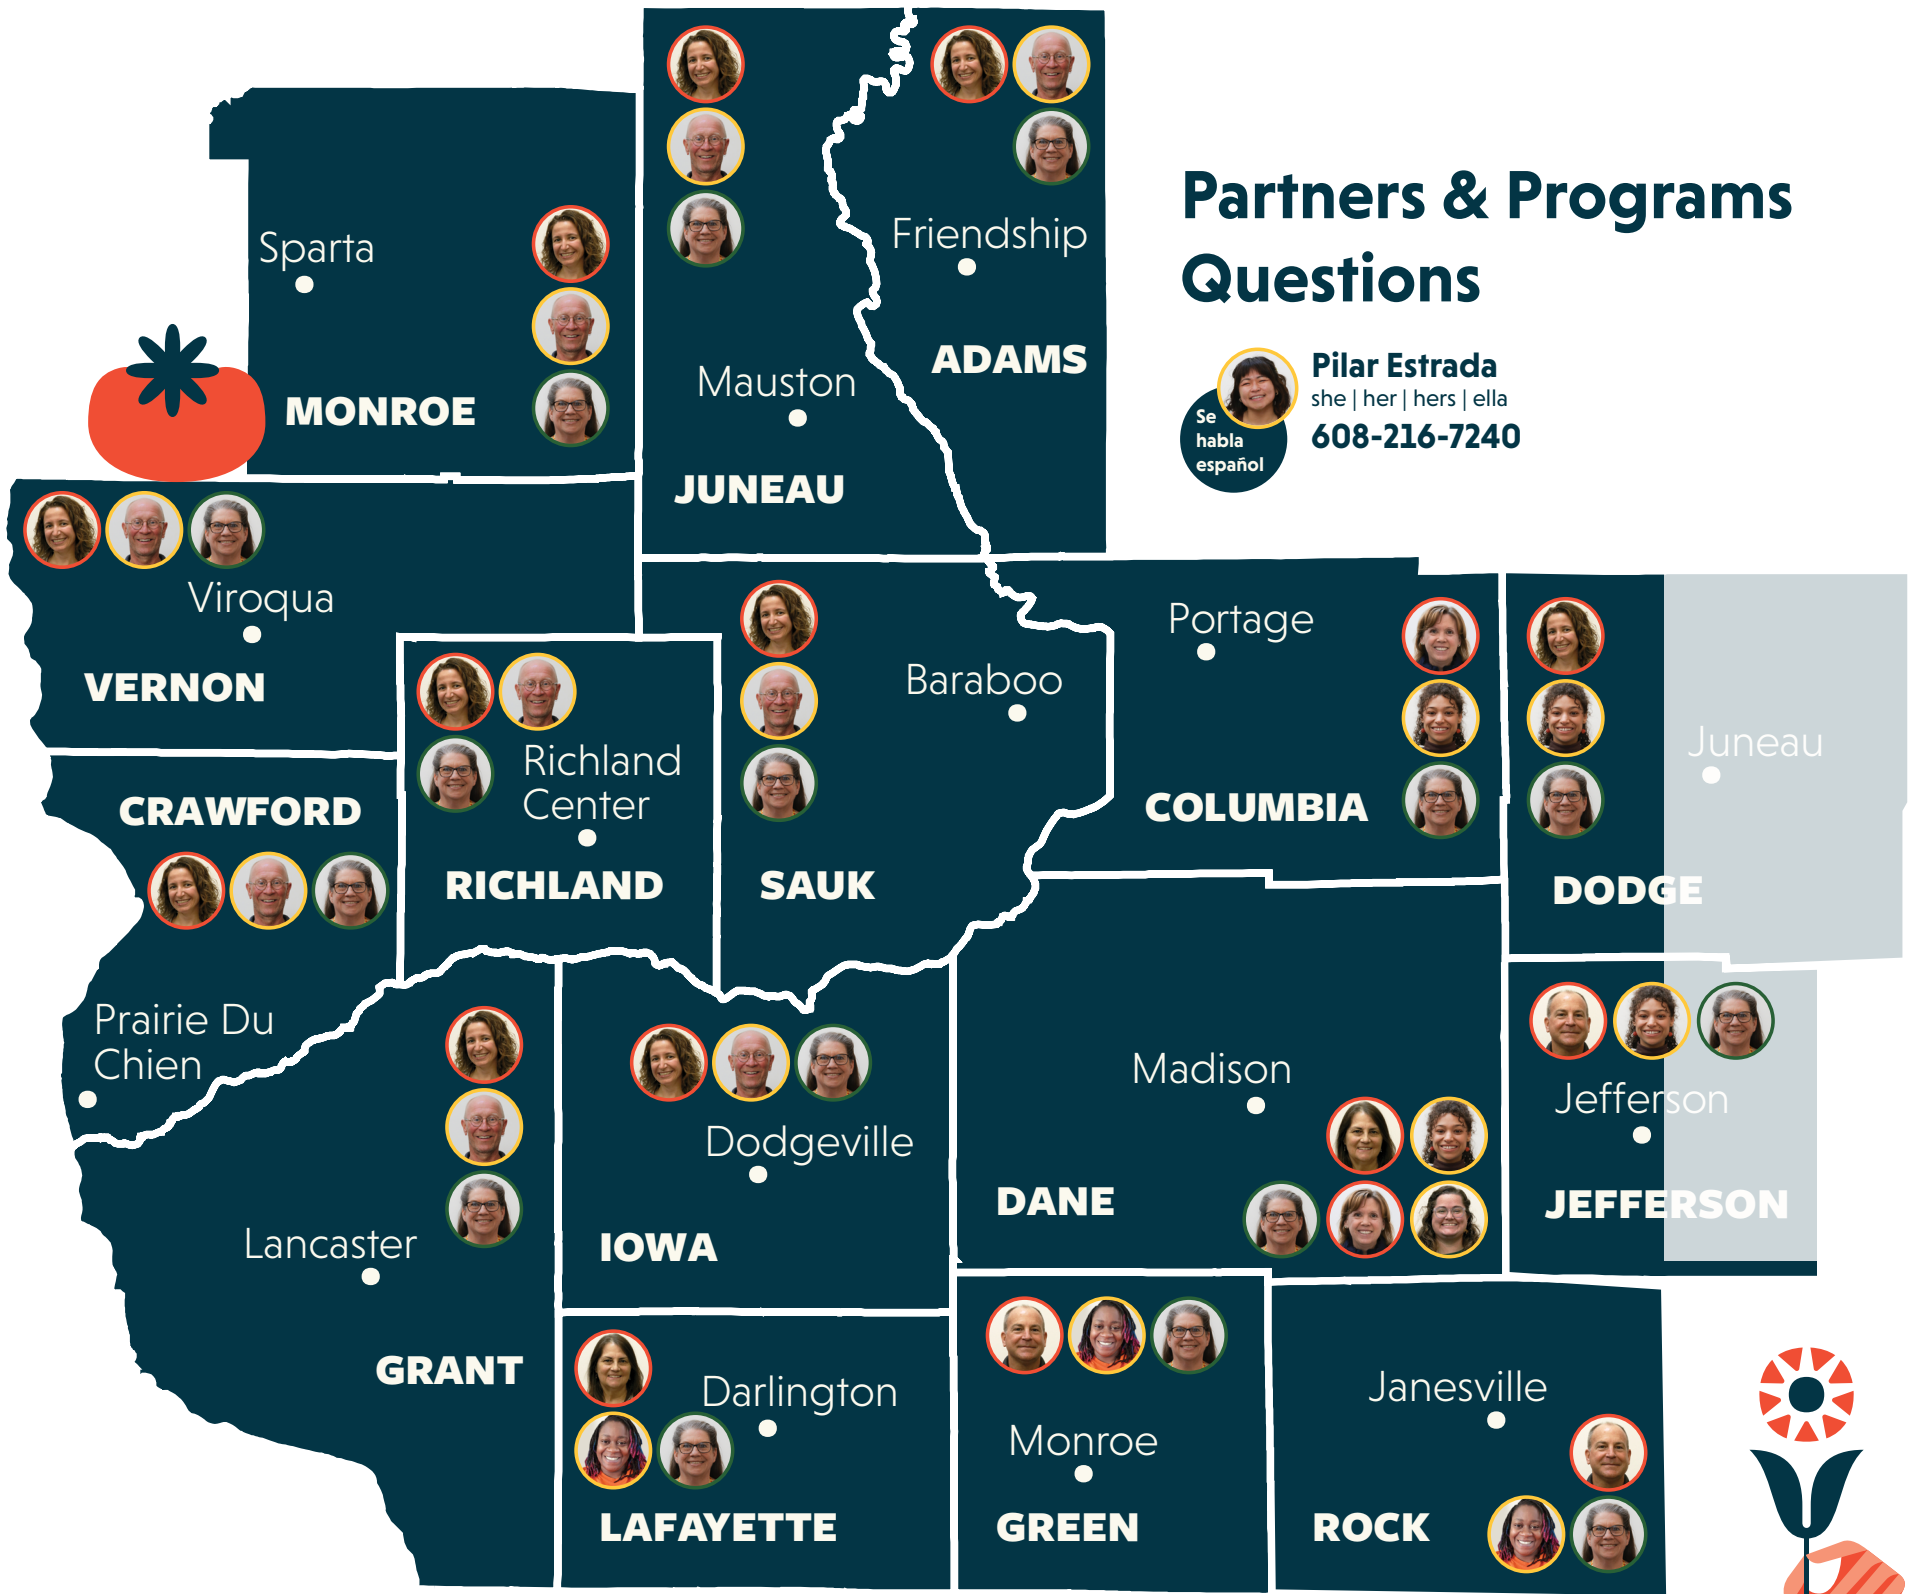 Partners & Programs
Questions
Pilar Estrada
she | her | hers | ella
608-216-7240
Se
habla
español
Sparta
MONROE
Mauston
JUNEAU
Friendship
ADAMS
Viroqua
VERNON
Richland
Center
RICHLAND
Baraboo
SAUK
Portage
COLUMBIA
Juneau
DODGE
CRAWFORD
Prairie Du
Chien
Lancaster
GRANT
Dodgeville
IOWA
Madison
DANE
Jefferson
JEFFERSON
Darlington
LAFAYETTE
Monroe
GREEN
Janesville
ROCK